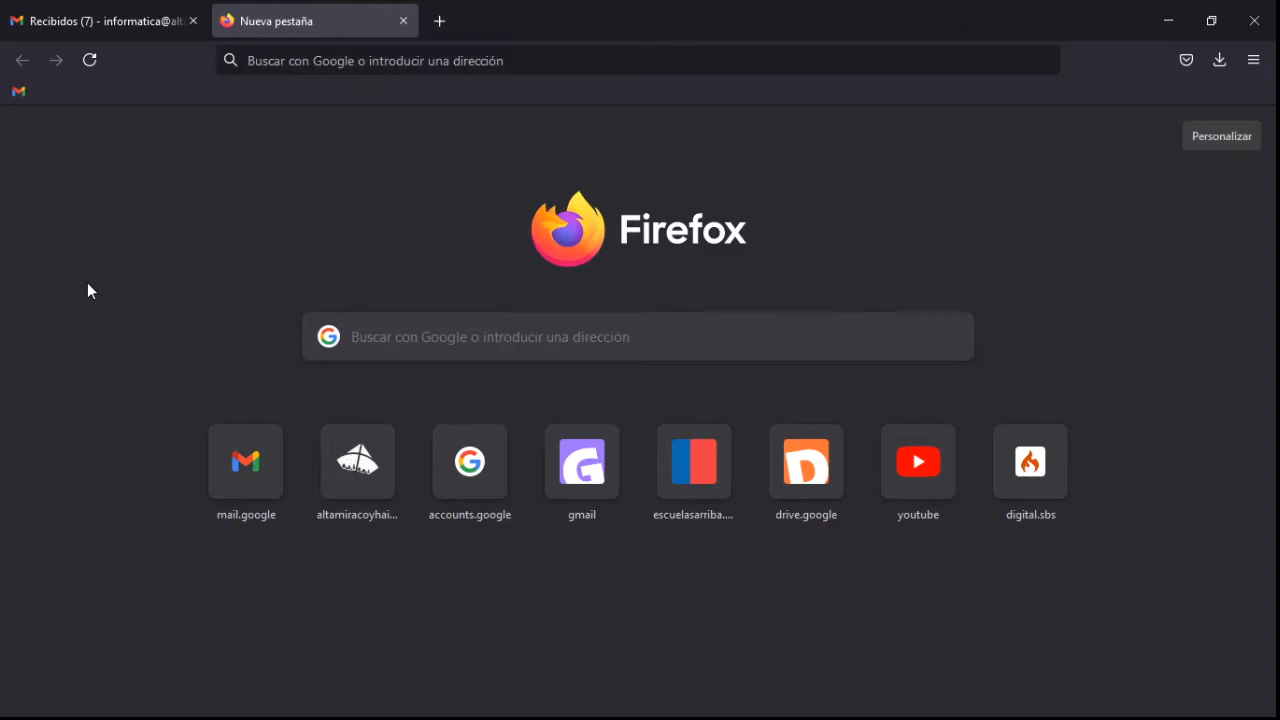 Recibidos (7) - informatica@alt
Nueva pestaña
Buscar con Google o introducir una dirección
Personalizar
Firefox
Buscar con Google o introducir una dirección
mail.google
altamiracoyhai...
accounts.google
gmail
escuelasarriba....
drive.google
youtube
digital.sbs